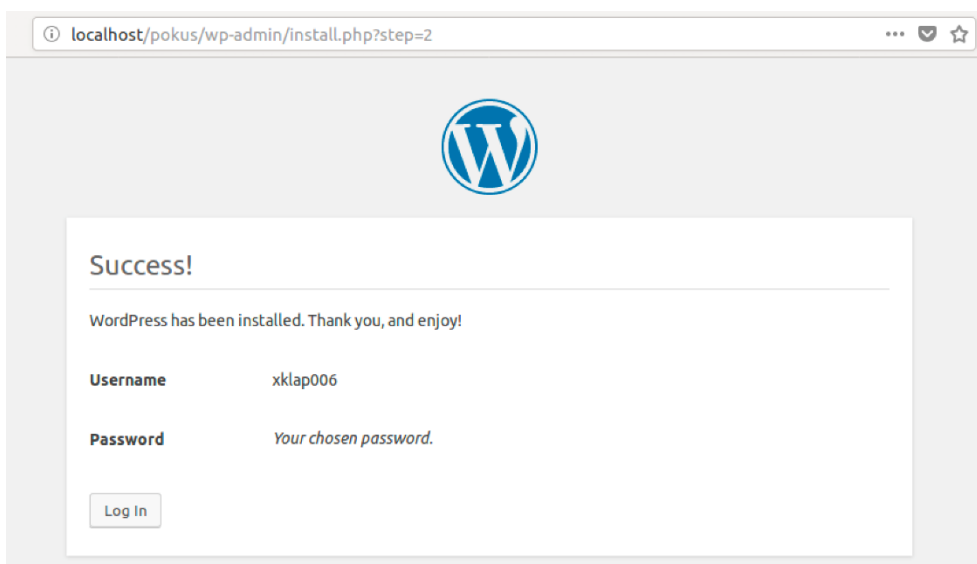 localhost/pokus/wp-admin/install.php?step=2
Success!
WordPress has been installed. Thank you, and enjoy!
Username xklap006
Password Your chosen password.
Log In